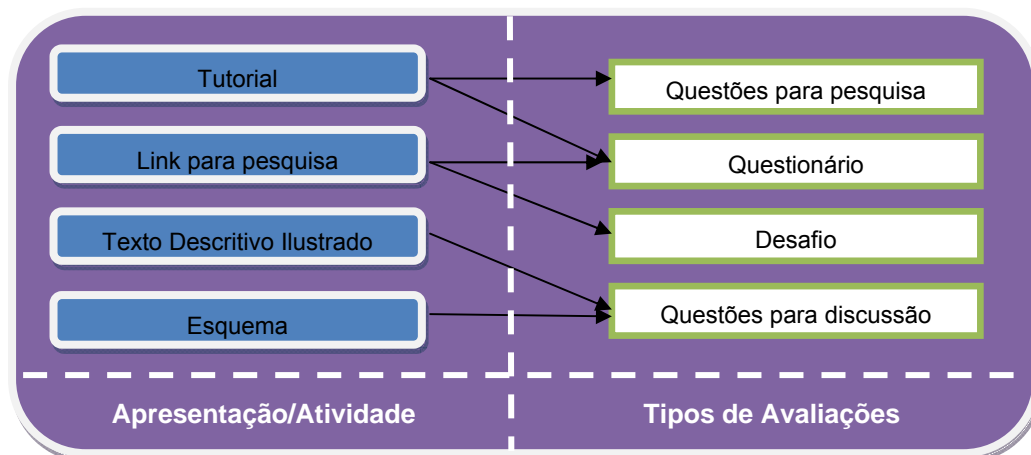 Tutorial
Questões para pesquisa
Link para pesquisa
Questionário
Texto Descritivo Ilustrado
Desafio
Esquema
Questões para discussão
Apresentação/Atividade
Tipos de Avaliações